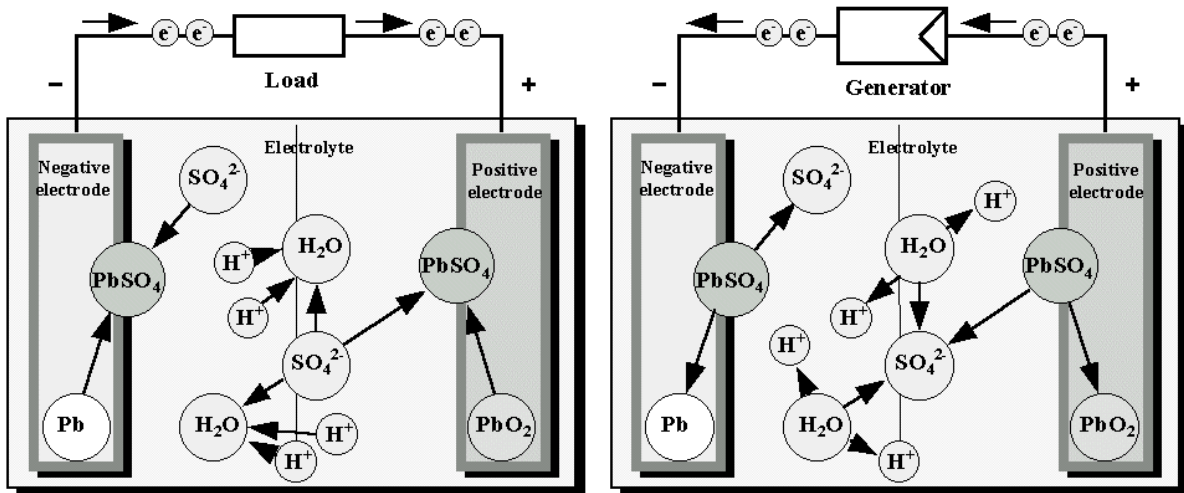 e⁻ e⁻ e⁻ e⁻
Load
− +
Negative
electrode
Electrolyte
Positive
electrode
SO₄²⁻
H₂O
H⁺
PbSO₄
PbSO₄
H⁺
SO₄²⁻
Pb
H₂O
H⁺
PbO₂
H⁺
e⁻ e⁻ e⁻ e⁻
Generator
− +
Negative
electrode
Electrolyte
Positive
electrode
SO₄²⁻
H⁺
H₂O
PbSO₄
PbSO₄
H⁺
H⁺
SO₄²⁻
Pb
H₂O
PbO₂
H⁺